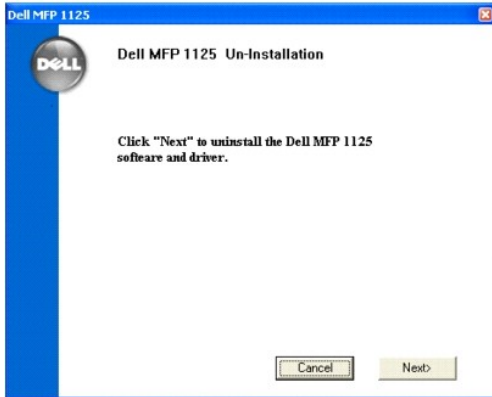 Dell MFP 1125
DELL
Dell MFP 1125 Un-Installation
Click "Next" to uninstall the Dell MFP 1125
softeare and driver.
Cancel
Next>